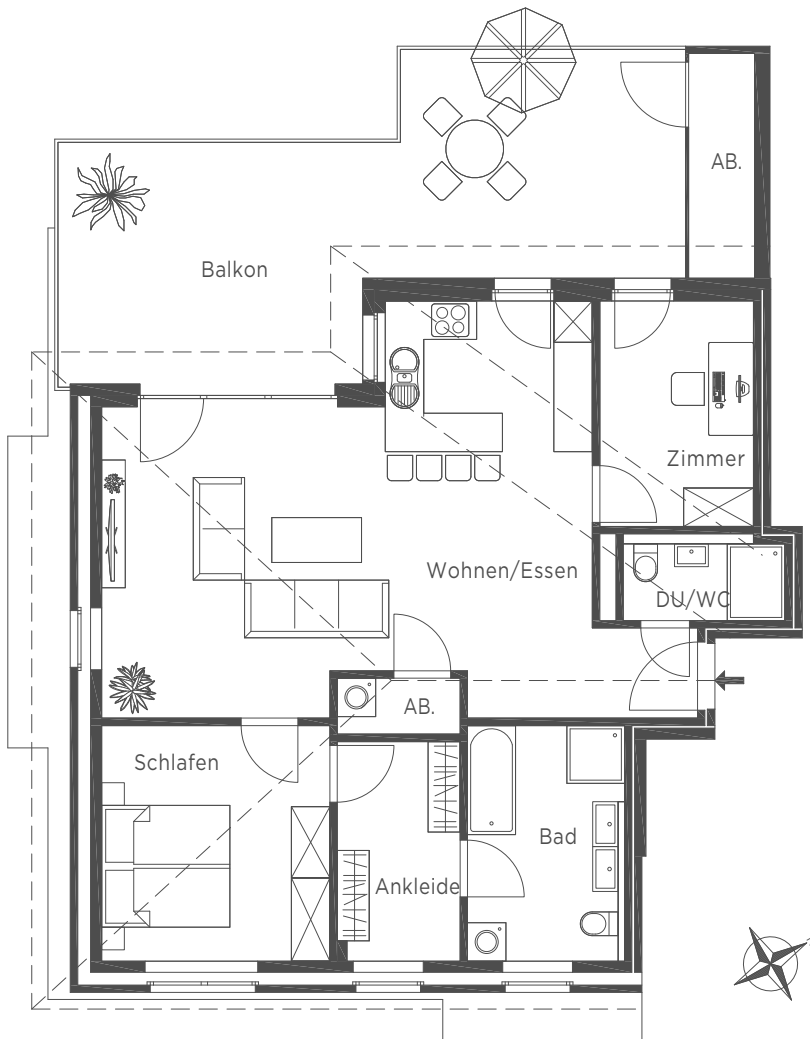 AB.
Balkon
Zimmer
Wohnen/Essen
DU/WC
AB.
Schlafen
Bad
Ankleide